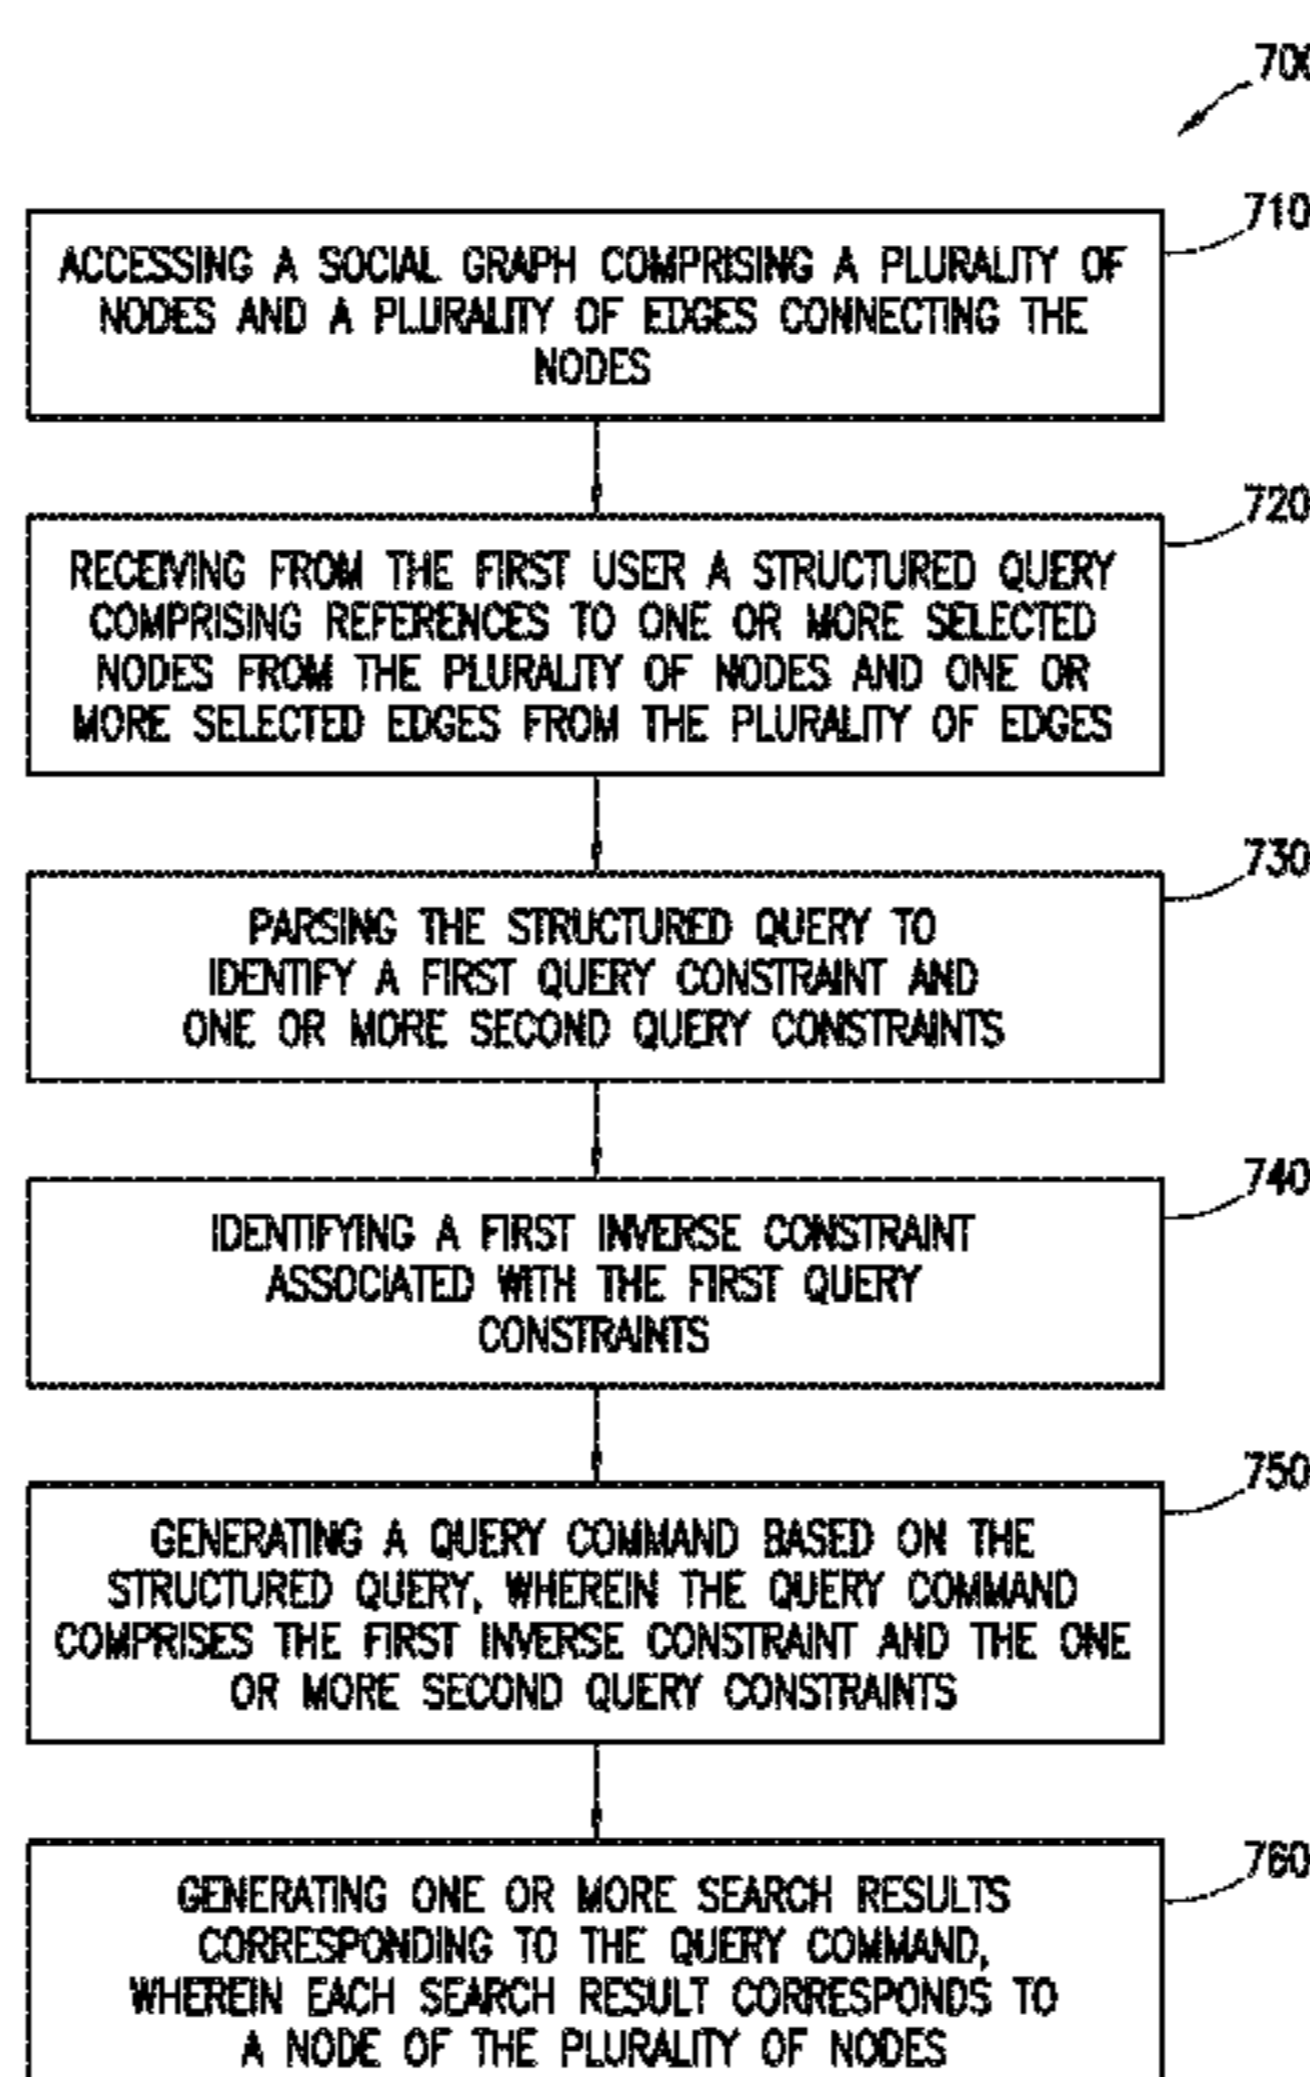 700
710
ACCESSING A SOCIAL GRAPH COMPRISING A PLURALITY OF
NODES AND A PLURALITY OF EDGES CONNECTING THE
NODES
720
RECEIVING FROM THE FIRST USER A STRUCTURED QUERY
COMPRISING REFERENCES TO ONE OR MORE SELECTED
NODES FROM THE PLURALITY OF NODES AND ONE OR
MORE SELECTED EDGES FROM THE PLURALITY OF EDGES
730
PARSING THE STRUCTURED QUERY TO
IDENTIFY A FIRST QUERY CONSTRAINT AND
ONE OR MORE SECOND QUERY CONSTRAINTS
740
IDENTIFYING A FIRST INVERSE CONSTRAINT
ASSOCIATED WITH THE FIRST QUERY
CONSTRAINTS
750
GENERATING A QUERY COMMAND BASED ON THE
STRUCTURED QUERY, WHEREIN THE QUERY COMMAND
COMPRISES THE FIRST INVERSE CONSTRAINT AND THE ONE
OR MORE SECOND QUERY CONSTRAINTS
760
GENERATING ONE OR MORE SEARCH RESULTS
CORRESPONDING TO THE QUERY COMMAND,
WHEREIN EACH SEARCH RESULT CORRESPONDS TO
A NODE OF THE PLURALITY OF NODES